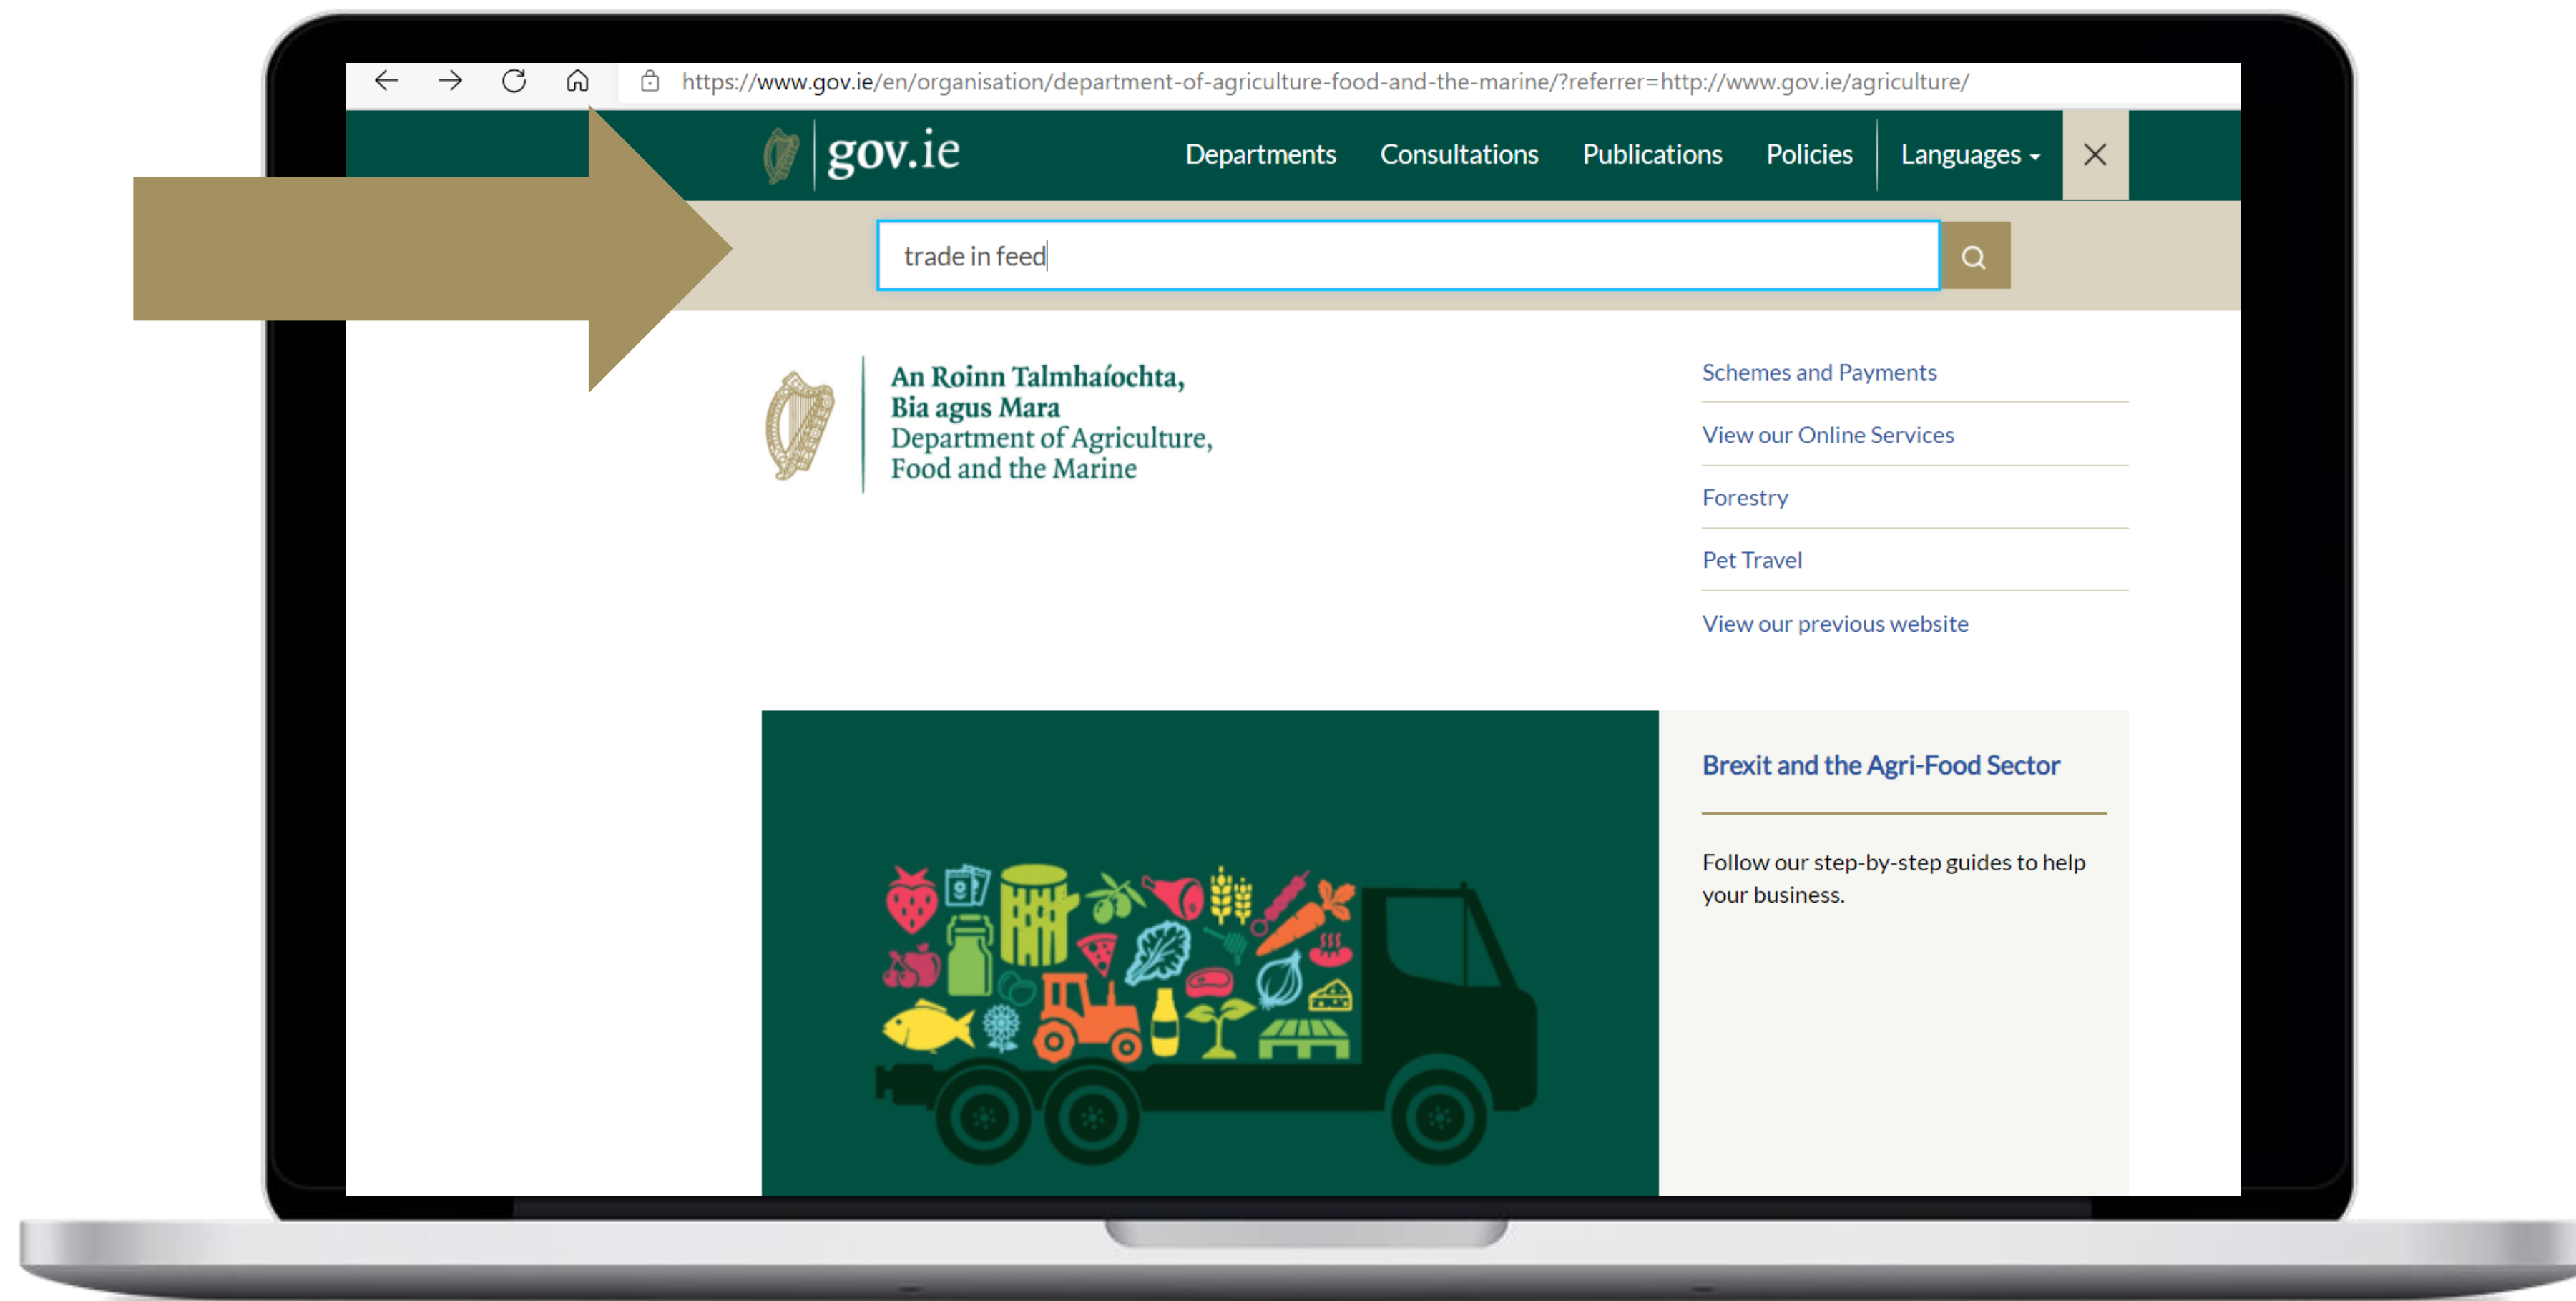 https://www.gov.ie/en/organisation/department-of-agriculture-food-and-the-marine/?referrer=http://www.gov.ie/agriculture/
gov.ie
Departments Consultations Publications Policies Languages
trade in feed
An Roinn Talmhaíochta,
Bia agus Mara
Department of Agriculture,
Food and the Marine
Schemes and Payments
View our Online Services
Forestry
Pet Travel
View our previous website
Brexit and the Agri-Food Sector
Follow our step-by-step guides to help
your business.